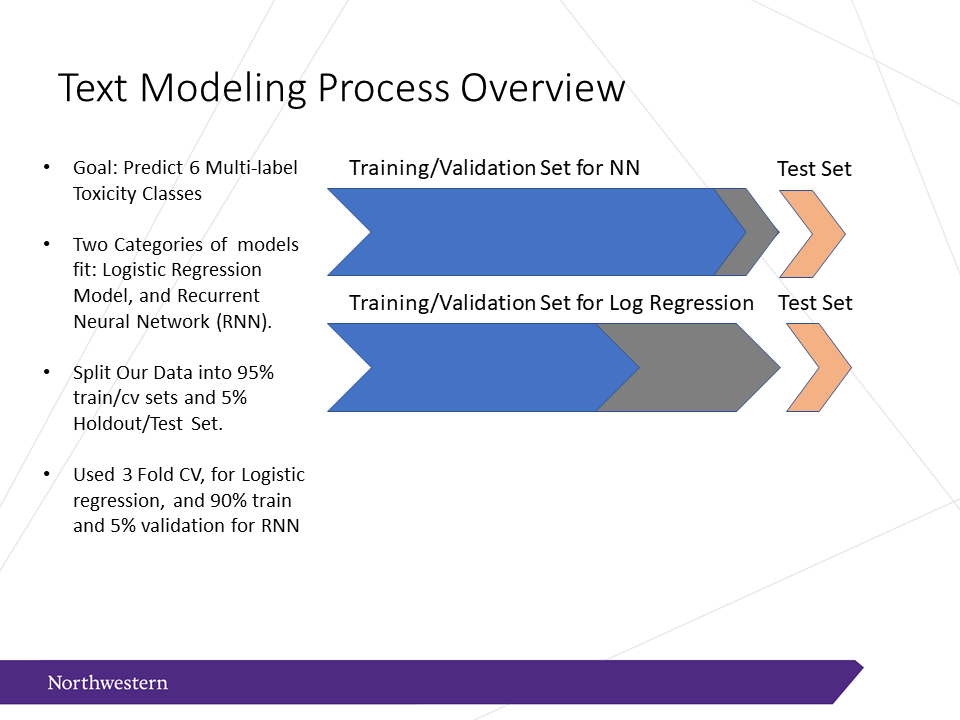 Text Modeling Process Overview
• Goal: Predict 6 Multi-label
Toxicity Classes
• Two Categories of models
fit: Logistic Regression
Model, and Recurrent
Neural Network (RNN).
• Split Our Data into 95%
train/cv sets and 5%
Holdout/Test Set.
• Used 3 Fold CV, for Logistic
regression, and 90% train
and 5% validation for RNN
Training/Validation Set for NN
Test Set
Training/Validation Set for Log Regression
Test Set
Northwestern